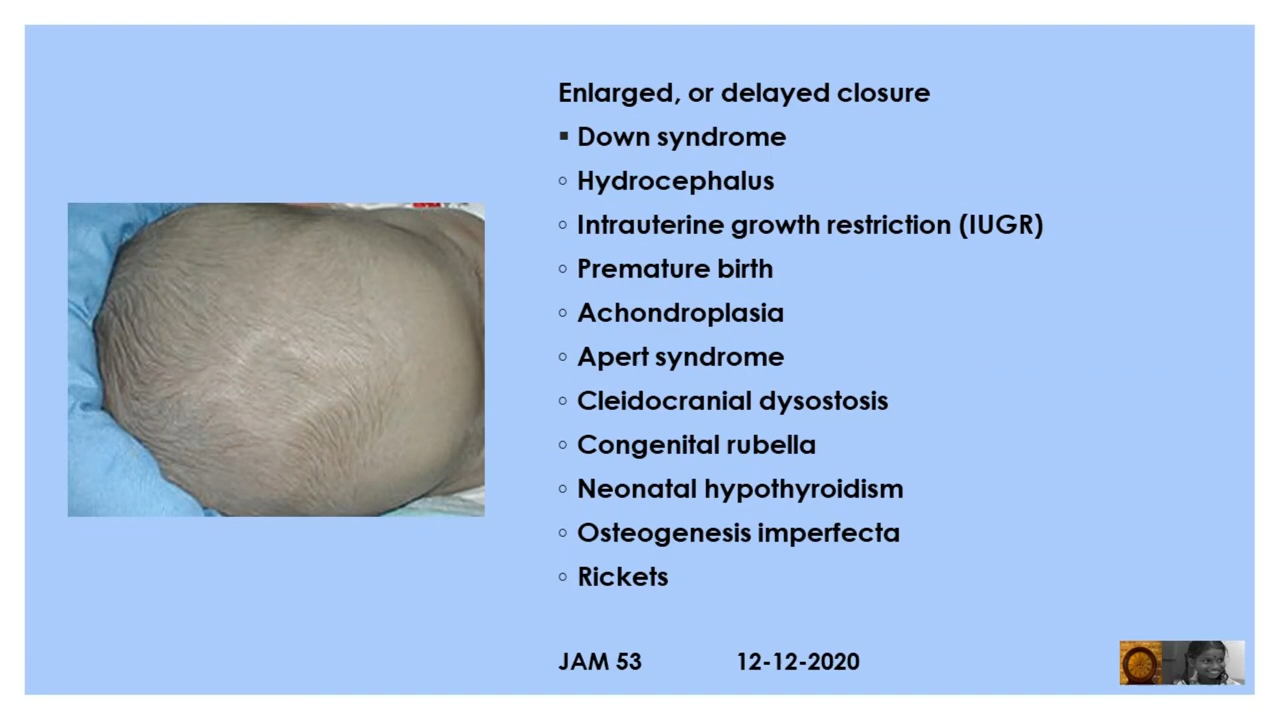 Enlarged, or delayed closure
▪ Down syndrome
◦ Hydrocephalus
◦ Intrauterine growth restriction (IUGR)
◦ Premature birth
◦ Achondroplasia
◦ Apert syndrome
◦ Cleidocranial dysostosis
◦ Congenital rubella
◦ Neonatal hypothyroidism
◦ Osteogenesis imperfecta
◦ Rickets
JAM 53 12-12-2020